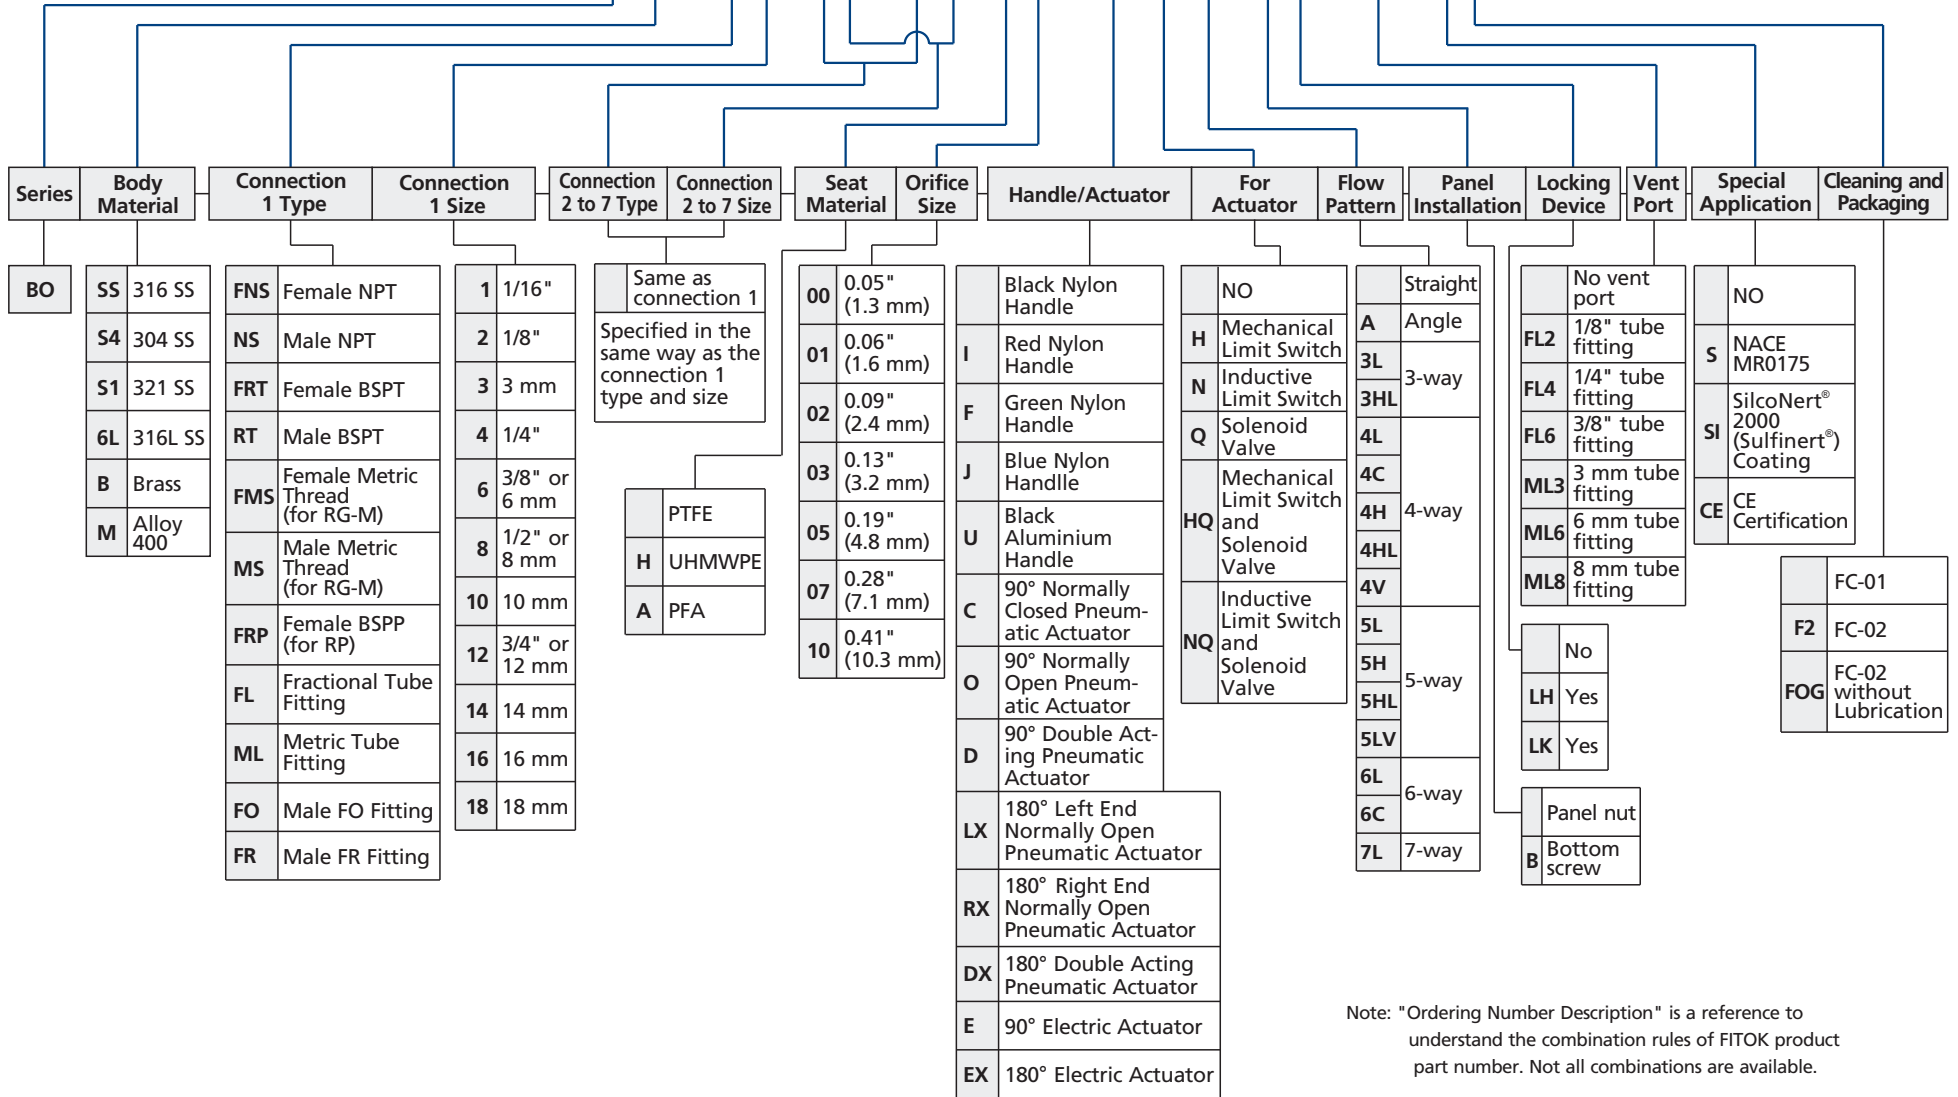 Series
Body
Material
Connection
1 Type
Connection
1 Size
Connection
2 to 7 Type
Connection
2 to 7 Size
Seat
Material
Orifice
Size
Handle/Actuator
For
Actuator
Flow
Pattern
Panel
Installation
Locking
Device
Vent
Port
Special
Application
Cleaning and
Packaging
BO
SS 316 SS
S4 304 SS
S1 321 SS
6L 316L SS
B Brass
M Alloy
400
FNS Female NPT
NS Male NPT
FRT Female BSPT
RT Male BSPT
FMS Female Metric
Thread
(for RG-M)
MS Male Metric
Thread
(for RG-M)
FRP Female BSPP
(for RP)
FL Fractional Tube
Fitting
ML Metric Tube
Fitting
FO Male FO Fitting
FR Male FR Fitting
1 1/16"
2 1/8"
3 3 mm
4 1/4"
6 3/8" or
6 mm
8 1/2" or
8 mm
10 10 mm
12 3/4" or
12 mm
14 14 mm
16 16 mm
18 18 mm
Same as
connection 1
Specified in the
same way as the
connection 1
type and size
PTFE
H UHMWPE
A PFA
00 0.05"
(1.3 mm)
01 0.06"
(1.6 mm)
02 0.09"
(2.4 mm)
03 0.13"
(3.2 mm)
05 0.19"
(4.8 mm)
07 0.28"
(7.1 mm)
10 0.41"
(10.3 mm)
Black Nylon
Handle
I Red Nylon
Handle
F Green Nylon
Handle
J Blue Nylon
Handlle
U Black
Aluminium
Handle
C 90° Normally
Closed Pneum-
atic Actuator
O 90° Normally
Open Pneum-
atic Actuator
D 90° Double Act-
ing Pneumatic
Actuator
LX 180° Left End
Normally Open
Pneumatic Actuator
RX 180° Right End
Normally Open
Pneumatic Actuator
DX 180° Double Acting
Pneumatic Actuator
E 90° Electric Actuator
EX 180° Electric Actuator
NO
H Mechanical
Limit Switch
N Inductive
Limit Switch
Q Solenoid
Valve
HQ Mechanical
Limit Switch
and
Solenoid
Valve
NQ Inductive
Limit Switch
and
Solenoid
Valve
Straight
A Angle
3L
3-way
3HL
4L
4C
4H 4-way
4HL
4V
5L
5H
5-way
5HL
5LV
6L
6-way
6C
7L 7-way
No vent
port
FL2 1/8" tube
fitting
FL4 1/4" tube
fitting
FL6 3/8" tube
fitting
ML3 3 mm tube
fitting
ML6 6 mm tube
fitting
ML8 8 mm tube
fitting
No
LH Yes
LK Yes
Panel nut
B Bottom
screw
NO
S NACE
MR0175
SI SilcoNert®
2000
(Sulfinert®)
Coating
CE CE
Certification
FC-01
F2 FC-02
FOG FC-02
without
Lubrication
Note: "Ordering Number Description" is a reference to
understand the combination rules of FITOK product
part number. Not all combinations are available.